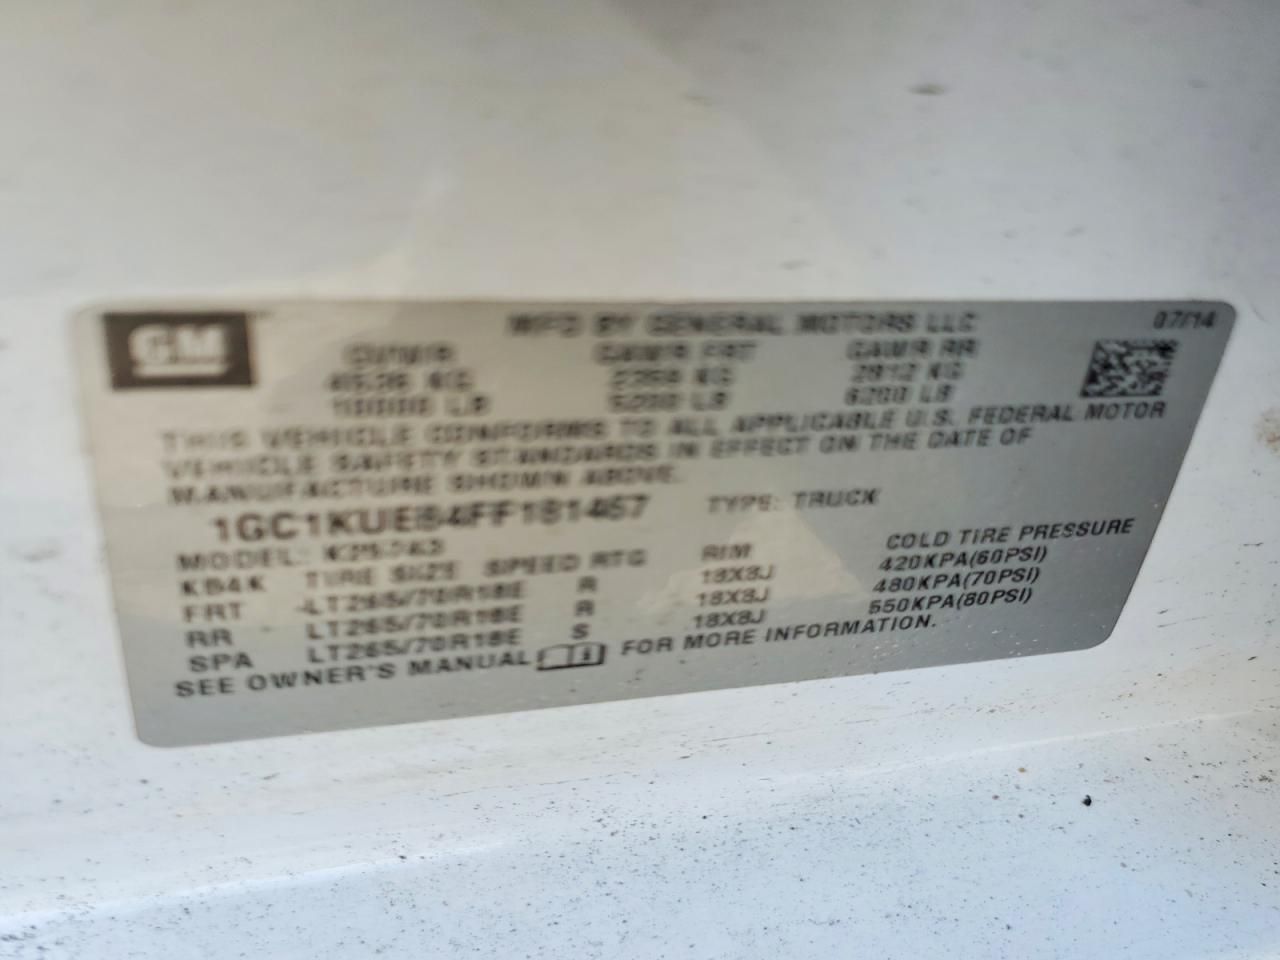 GM MFD BY GENERAL MOTORS LLC 07/14
GVWR GAWR FRT GAWR RR
4536 KG KG 2812 KG
10000 LB 5200 LB 6200 LB
THIS VEHICLE CONFORMS TO ALL APPLICABLE U.S. FEDERAL MOTOR
VEHICLE SAFETY STANDARDS IN EFFECT ON THE DATE OF
MANUFACTURE SHOWN ABOVE.
TYPE: TRUCK
MODEL:
TIRE SIZE SPEED RTG RIM COLD TIRE PRESSURE
FRT LT265/70R18E R 18X8J 420KPA(60PSI)
RR LT265/70R18E R 18X8J 480KPA(70PSI)
SPA LT265/70R18E S 18X8J 550KPA(80PSI)
SEE OWNER'S MANUAL FOR MORE INFORMATION.